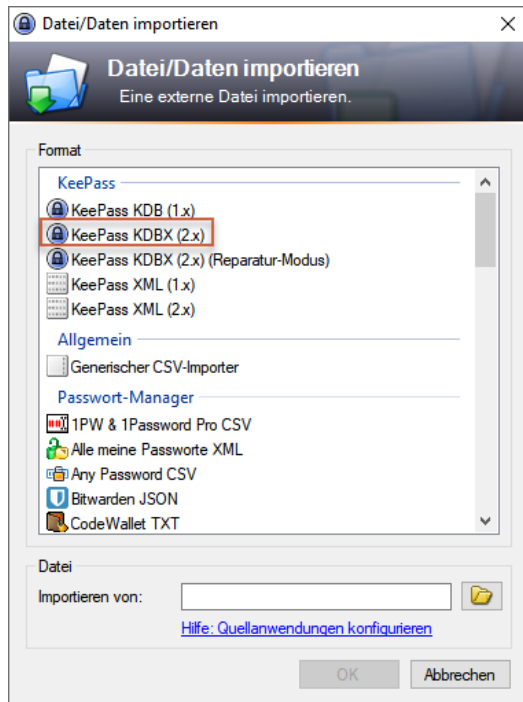 Datei/Daten importieren
Datei/Daten importieren
Eine externe Datei importieren.
Format
KeePass
KeePass KDB (1.x)
KeePass KDBX (2.x)
KeePass KDBX (2.x) (Reparatur-Modus)
KeePass XML (1.x)
KeePass XML (2.x)
Allgemein
Generischer CSV-Importer
Passwort-Manager
1PW & 1Password Pro CSV
Alle meine Passworte XML
Any Password CSV
Bitwarden JSON
CodeWallet TXT
Datei
Importieren von:
Hilfe: Quellanwendungen konfigurieren
OK Abbrechen